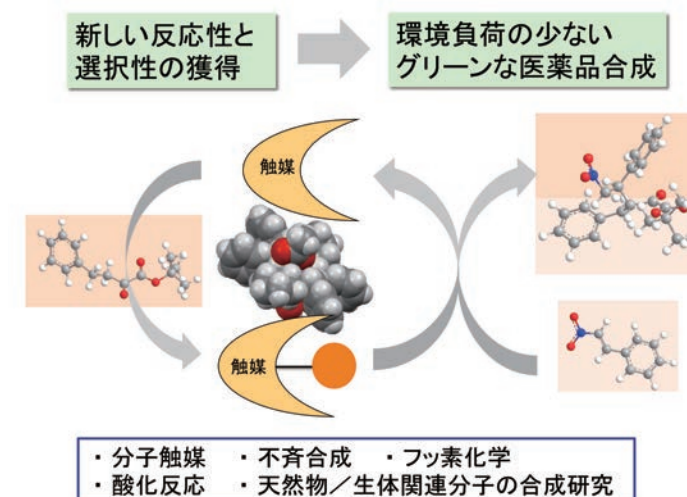 新しい反応性と
選択性の獲得
環境負荷の少ない
グリーンな医薬品合成
触媒
触媒
・分子触媒 ・不斉合成 ・フッ素化学
・酸化反応 ・天然物／生体関連分子の合成研究